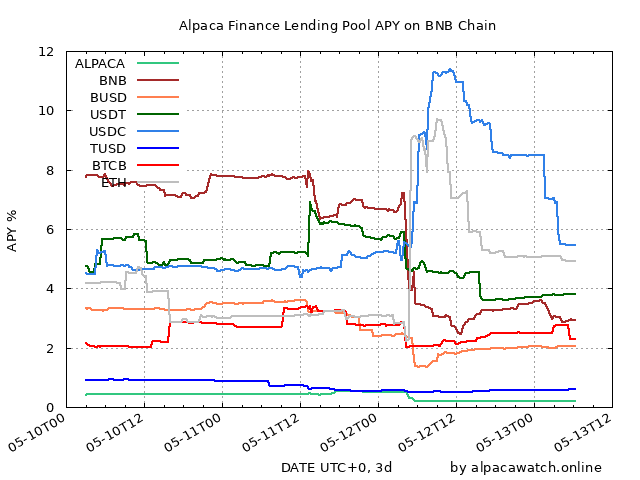 Alpaca Finance Lending Pool APY on BNB Chain
12
10
8
6
4
2
0
APY %
ALPACA
BNB
BUSD
USDT
USDC
TUSD
BTCB
ETH
05-10T00
05-10T12
05-11T00
05-11T12
05-12T00
05-12T12
05-13T00
05-13T12
DATE UTC+0, 3d
by alpacawatch.online